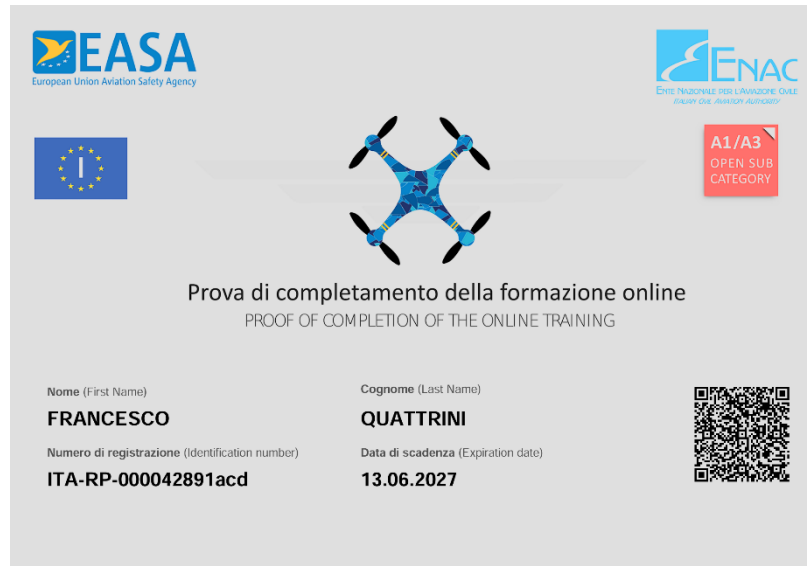 EASA
European Union Aviation Safety Agency
ENAC
ENTE NAZIONALE PER L'AVIAZIONE CIVILE
ITALIAN CIVIL AVIATION AUTHORITY
I
A1/A3
OPEN SUB
CATEGORY
Prova di completamento della formazione online
PROOF OF COMPLETION OF THE ONLINE TRAINING
Nome (First Name)
Cognome (Last Name)
FRANCESCO
QUATTRINI
Numero di registrazione (Identification number)
Data di scadenza (Expiration date)
ITA-RP-000042891acd
13.06.2027